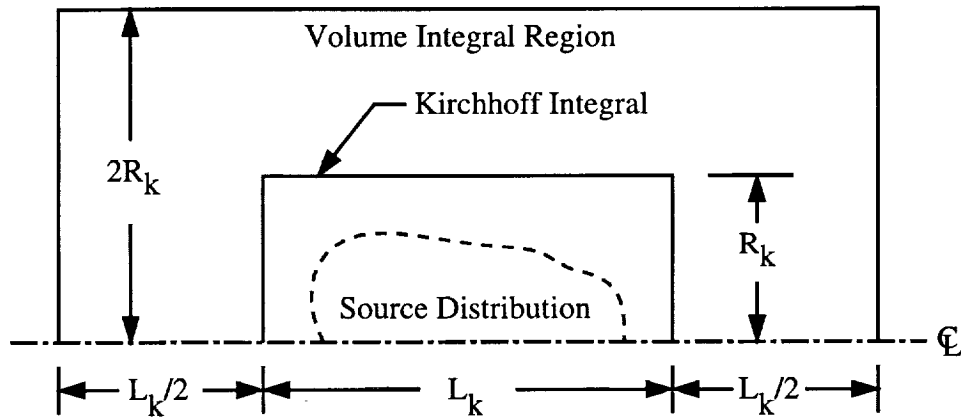 Volume Integral Region
Kirchhoff Integral
2R_k
R_k
Source Distribution
℄
L_k/2
L_k
L_k/2